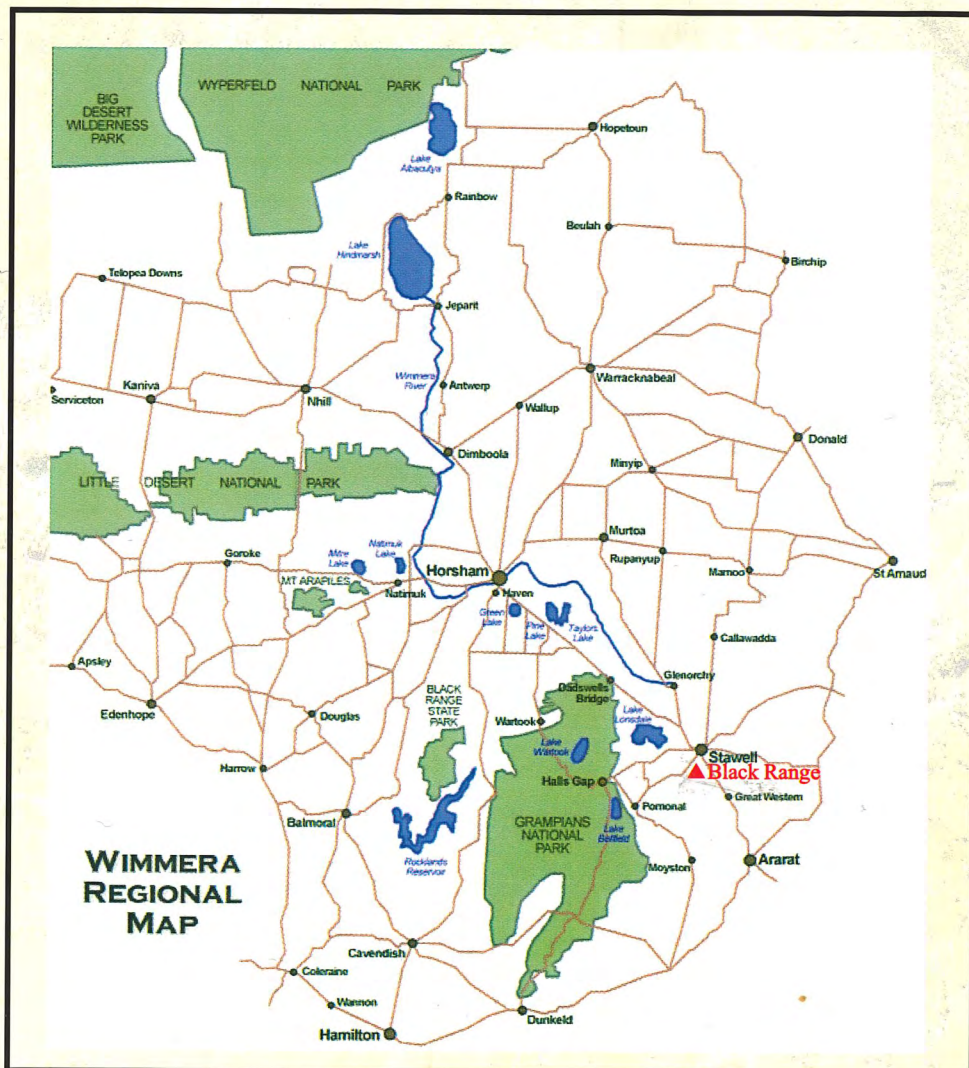 WYPERFELD NATIONAL PARK
BIG
DESERT
WILDERNESS
PARK
Hopetoun
Lake
Albacutya
Rainbow
Beulah
Lake
Hindmarsh
Birchip
Telopea Downs
Jeparit
Warracknabeal
Wimmera
River
Antwerp
Kaniva
Nhill
Serviceton
Wallup
Donald
Dimboola
Minyip
LITTLE DESERT NATIONAL PARK
Murtoa
Natimuk
Lake
Mitre
Lake
Goroke
Rupanyup
Horsham
Mamoo
St Arnaud
MT ARAPILES
Natimuk
Haven
Green
Lake
Pine
Lake
Taylors
Lake
Callawadda
Apsley
Glenorchy
Dadswells
Bridge
BLACK
RANGE
STATE
PARK
Edenhope
Douglas
Wartook
Lake
Lonsdale
Lake
Wartook
Stawell
Black Range
Harrow
Halls Gap
Great Western
Pomonal
Balmoral
GRAMPIANS
NATIONAL
PARK
Lake
Bellfield
Rocklands
Reservoir
Moyston
Ararat
WIMMERA
REGIONAL
MAP
Cavendish
Coleraine
Wannon
Dunkeld
Hamilton